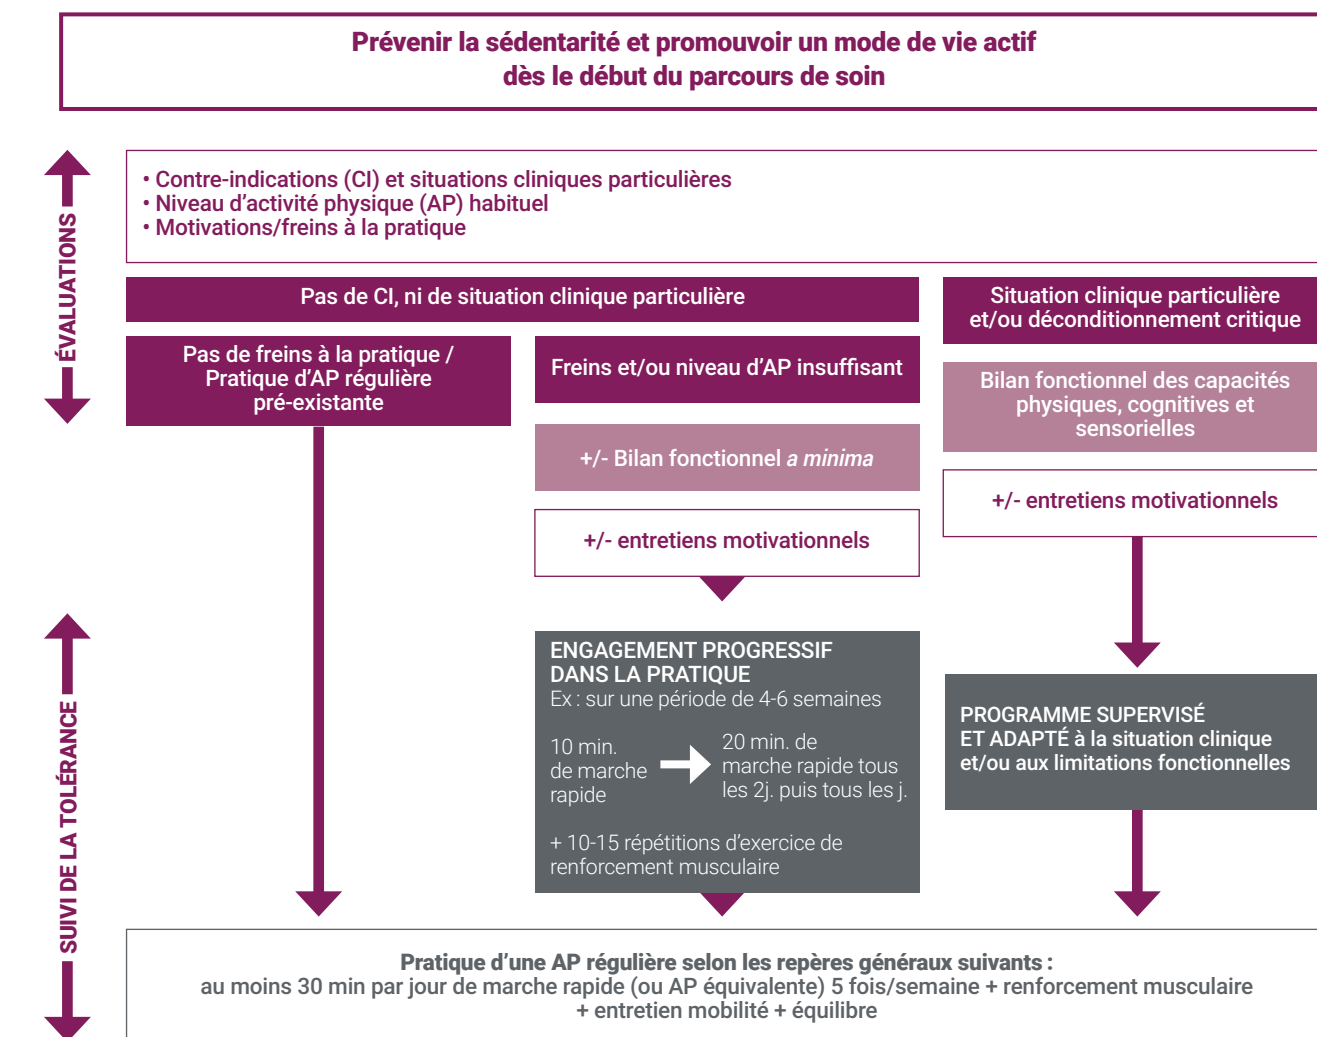 Prévenir la sédentarité et promouvoir un mode de vie actif
dès le début du parcours de soin
ÉVALUATIONS
• Contre-indications (CI) et situations cliniques particulières
• Niveau d’activité physique (AP) habituel
• Motivations/freins à la pratique
Pas de CI, ni de situation clinique particulière
Pas de freins à la pratique /
Pratique d’AP régulière
pré-existante
Freins et/ou niveau d’AP insuffisant
+/- Bilan fonctionnel a minima
+/- entretiens motivationnels
Situation clinique particulière
et/ou déconditionnement critique
Bilan fonctionnel des capacités
physiques, cognitives et
sensorielles
+/- entretiens motivationnels
SUIVI DE LA TOLÉRANCE
ENGAGEMENT PROGRESSIF
DANS LA PRATIQUE
Ex : sur une période de 4-6 semaines
10 min.
de marche
rapide
20 min. de
marche rapide tous
les 2j. puis tous les j.
+ 10-15 répétitions d’exercice de
renforcement musculaire
PROGRAMME SUPERVISÉ
ET ADAPTÉ à la situation clinique
et/ou aux limitations fonctionnelles
Pratique d’une AP régulière selon les repères généraux suivants :
au moins 30 min par jour de marche rapide (ou AP équivalente) 5 fois/semaine + renforcement musculaire
+ entretien mobilité + équilibre